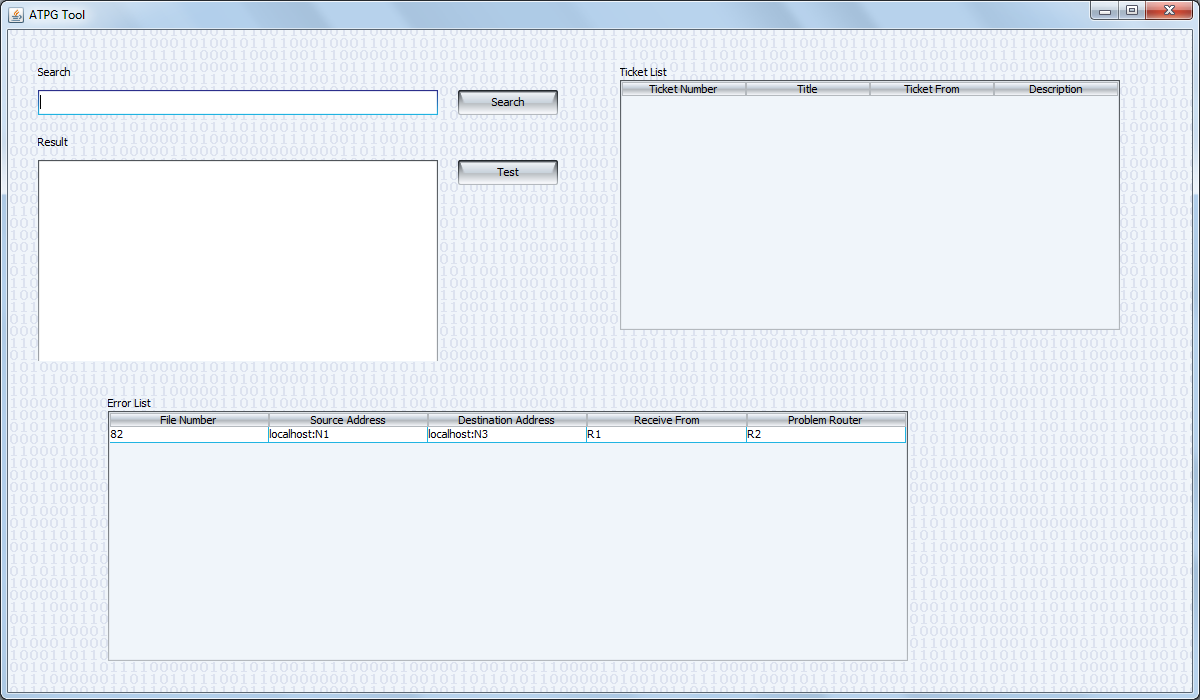 ATPG Tool
Search
Search
Result
Test
Ticket List
Ticket Number Title Ticket From Description
Error List
File Number Source Address Destination Address Receive From Problem Router
82 localhost:N1 localhost:N3 R1 R2